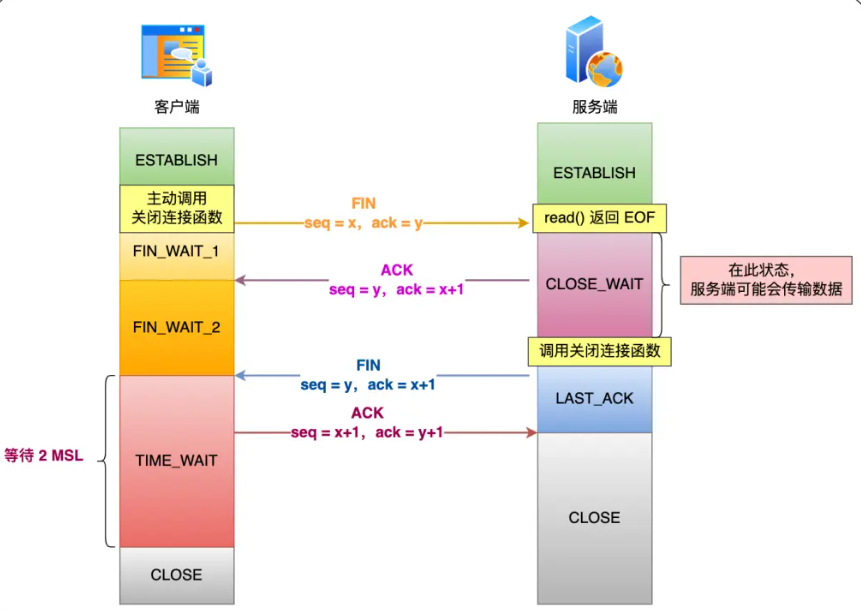 客户端
服务端
ESTABLISH
ESTABLISH
主动调用
关闭连接函数
FIN
seq = x，ack = y
read() 返回 EOF
FIN_WAIT_1
ACK
seq = y，ack = x+1
CLOSE_WAIT
在此状态，
服务端可能会传输数据
FIN_WAIT_2
调用关闭连接函数
FIN
seq = y，ack = x+1
LAST_ACK
ACK
seq = x+1，ack = y+1
等待 2 MSL
TIME_WAIT
CLOSE
CLOSE